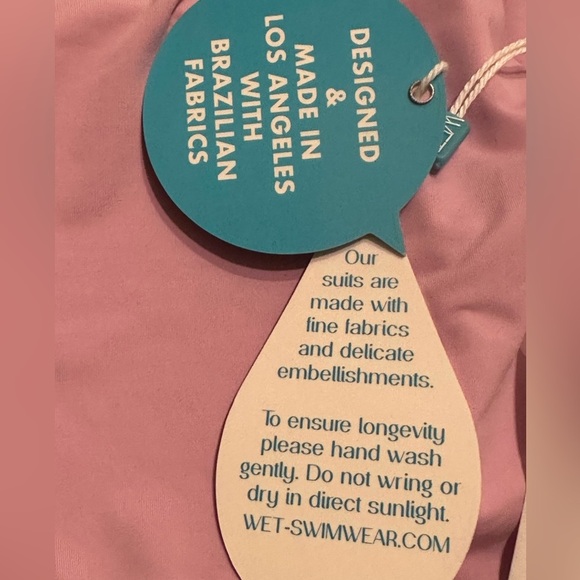 DESIGNED
&
MADE IN
LOS ANGELES
WITH
BRAZILIAN
FABRICS
Our
suits are
made with
fine fabrics
and delicate
embellishments.
To ensure longevity
please hand wash
gently. Do not wring or
dry in direct sunlight.
WET-SWIMWEAR.COM